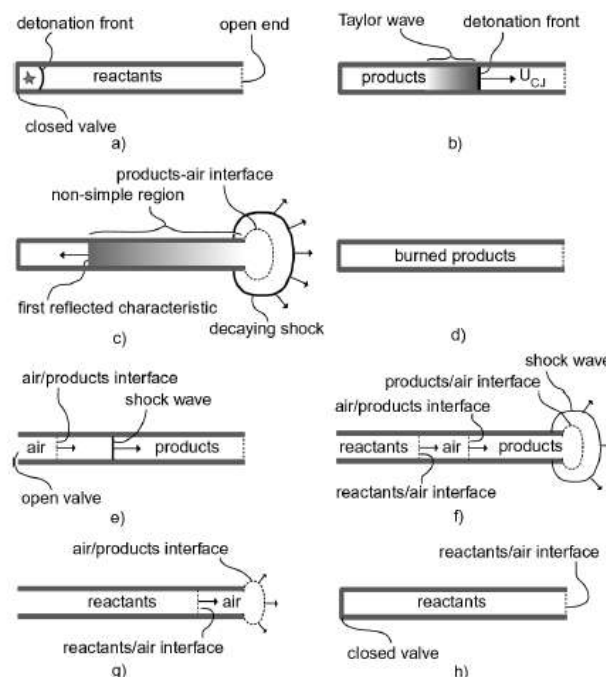 detonation front
open end
reactants
closed valve
a)
Taylor wave
detonation front
products
UCJ
b)
products-air interface
non-simple region
first reflected characteristic
decaying shock
c)
burned products
d)
air/products interface
shock wave
air
products
open valve
e)
shock wave
products/air interface
air/products interface
reactants
air
products
reactants/air interface
f)
air/products interface
reactants
air
reactants/air interface
g)
reactants/air interface
reactants
closed valve
h)